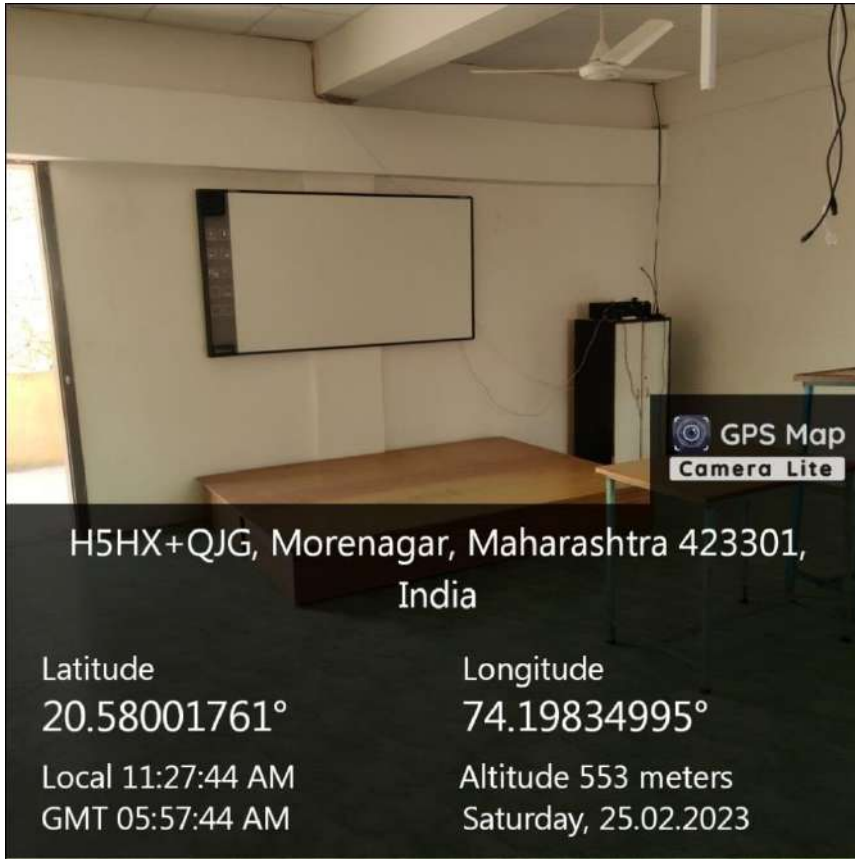 GPS Map
Camera Lite
H5HX+QJG, Morenagar, Maharashtra 423301,
India
Latitude
20.58001761°
Longitude
74.19834995°
Local 11:27:44 AM
GMT 05:57:44 AM
Altitude 553 meters
Saturday, 25.02.2023